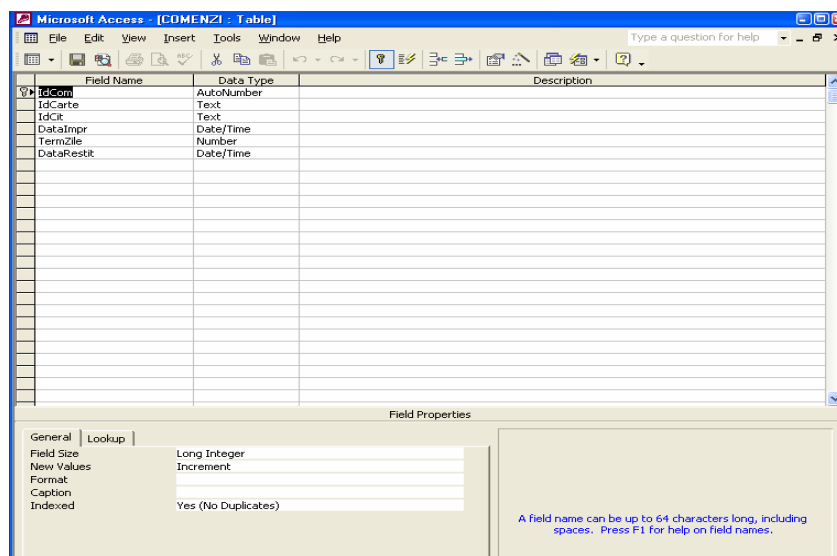 Microsoft Access - [COMENZI : Table]
File Edit View Insert Tools Window Help Type a question for help
Field Name Data Type Description
IdCom AutoNumber
IdCarte Text
IdCit Text
DataImpr Date/Time
TermZile Number
DataRestit Date/Time
Field Properties
General Lookup
Field Size Long Integer
New Values Increment
Format
Caption
Indexed Yes (No Duplicates)
A field name can be up to 64 characters long, including
spaces. Press F1 for help on field names.